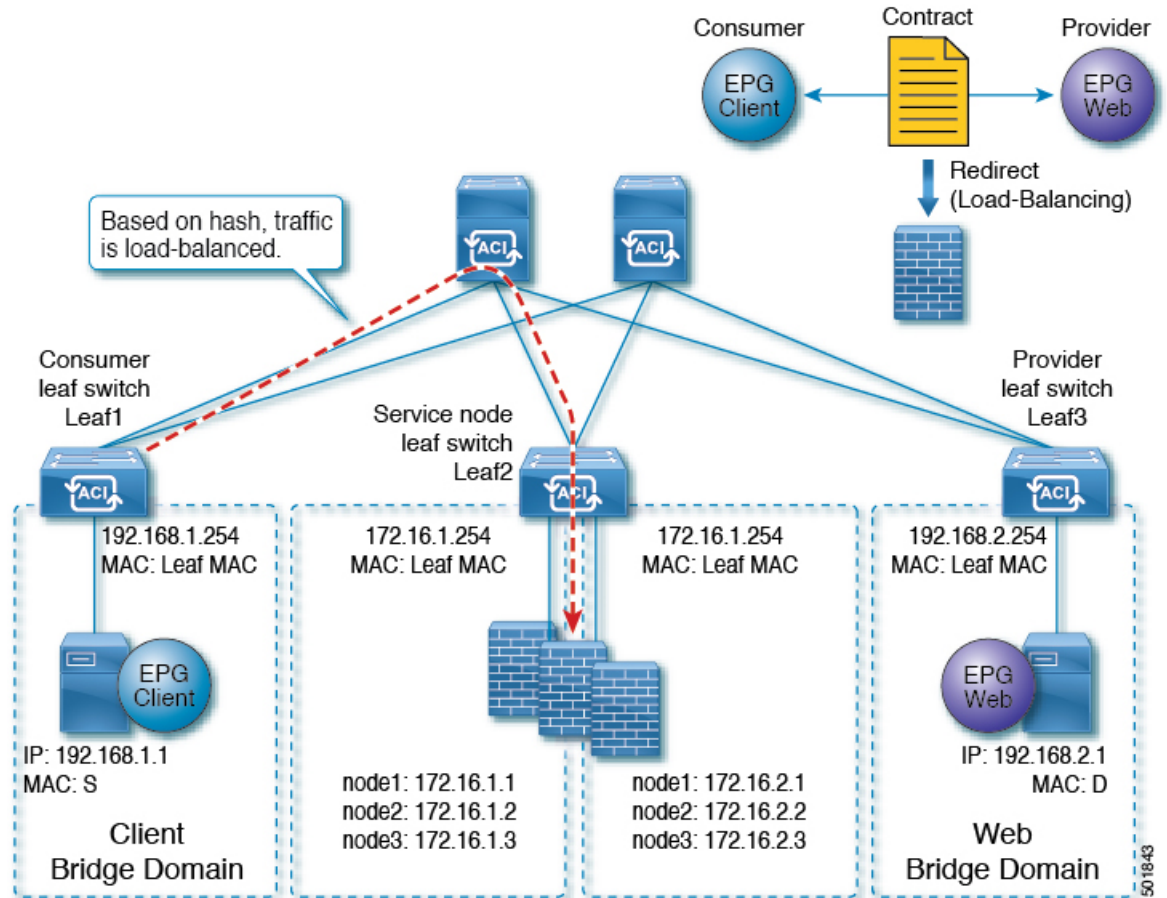 Consumer
Contract
Provider
EPG
Client
EPG
Web
Redirect
(Load-Balancing)
Based on hash, traffic
is load-balanced.
ACI
ACI
Consumer
leaf switch
Leaf1
Service node
leaf switch
Leaf2
Provider
leaf switch
Leaf3
ACI
ACI
ACI
192.168.1.254
MAC: Leaf MAC
172.16.1.254
MAC: Leaf MAC
172.16.1.254
MAC: Leaf MAC
192.168.2.254
MAC: Leaf MAC
EPG
Client
EPG
Web
IP: 192.168.1.1
MAC: S
node1: 172.16.1.1
node2: 172.16.1.2
node3: 172.16.1.3
node1: 172.16.2.1
node2: 172.16.2.2
node3: 172.16.2.3
IP: 192.168.2.1
MAC: D
Client
Bridge Domain
Web
Bridge Domain
501843